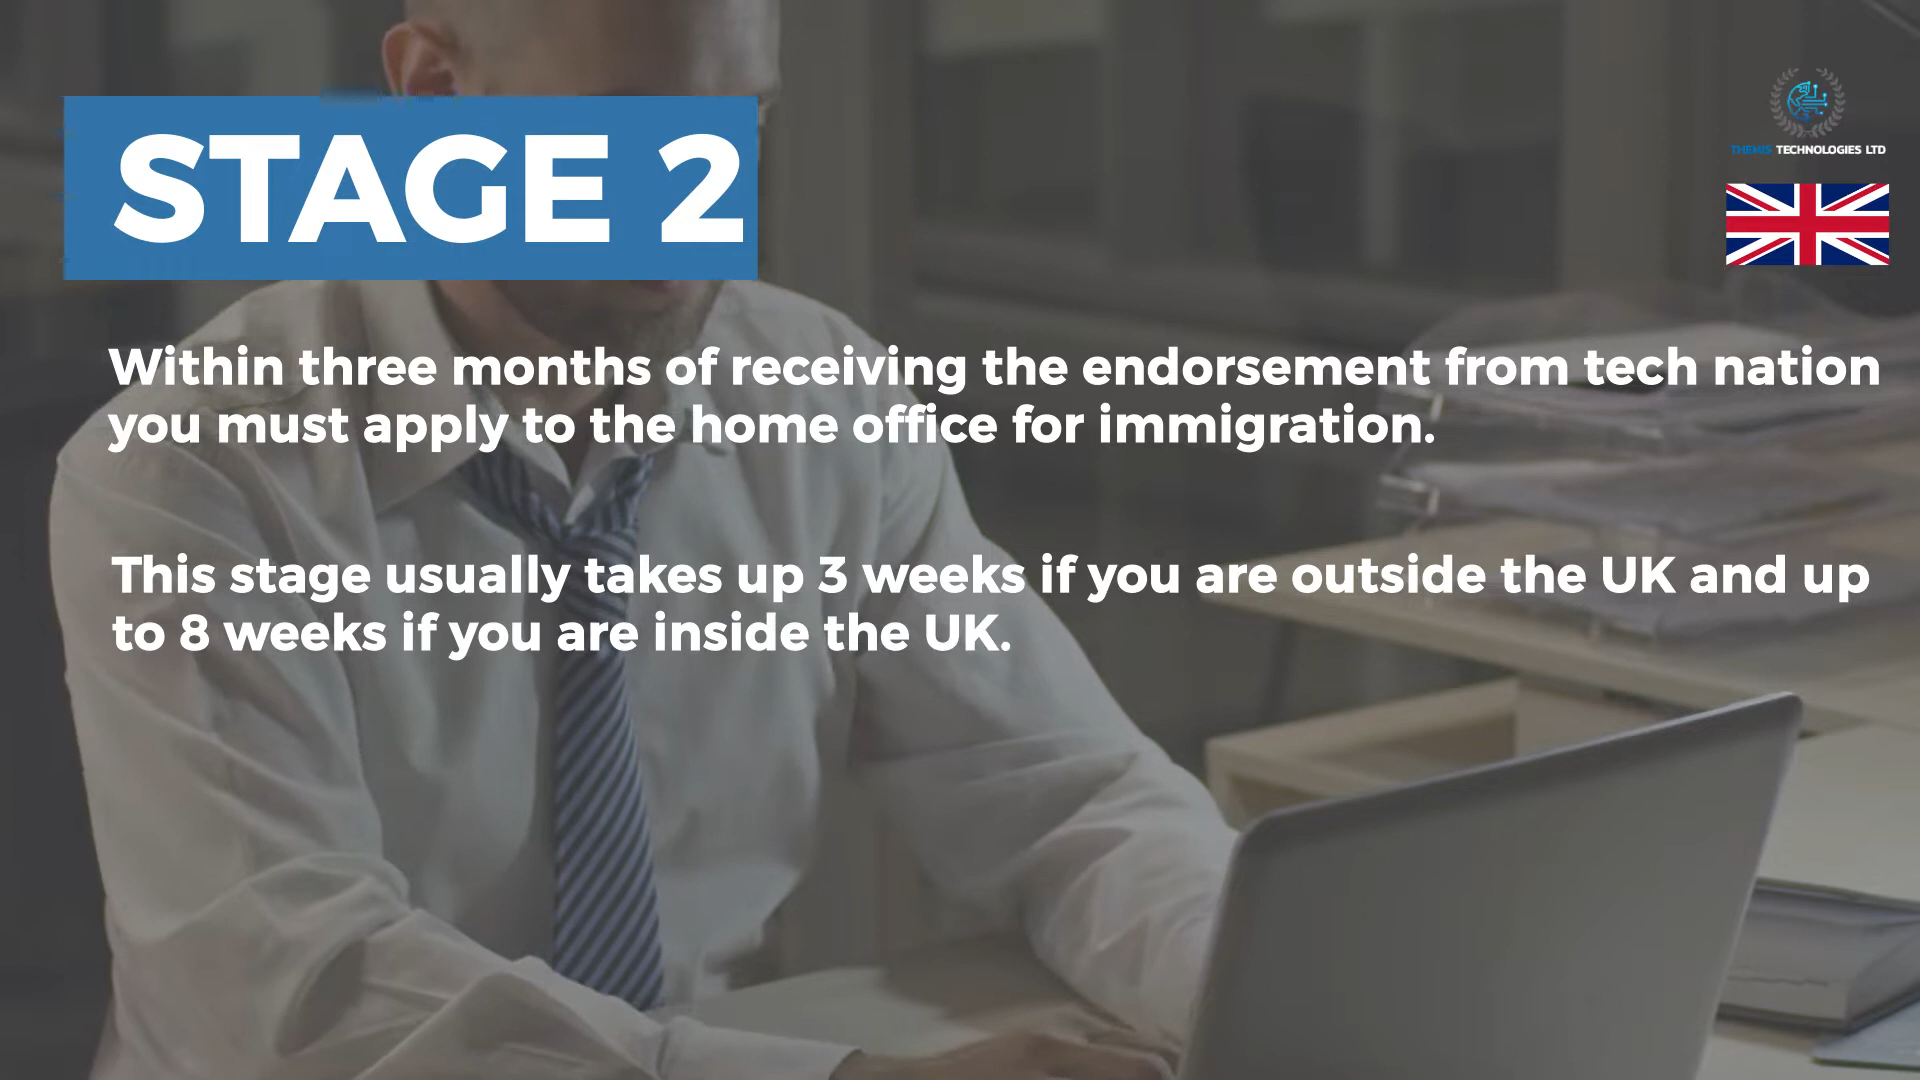 STAGE 2
THEMIS TECHNOLOGIES LTD
Within three months of receiving the endorsement from tech nation
you must apply to the home office for immigration.
This stage usually takes up 3 weeks if you are outside the UK and up
to 8 weeks if you are inside the UK.